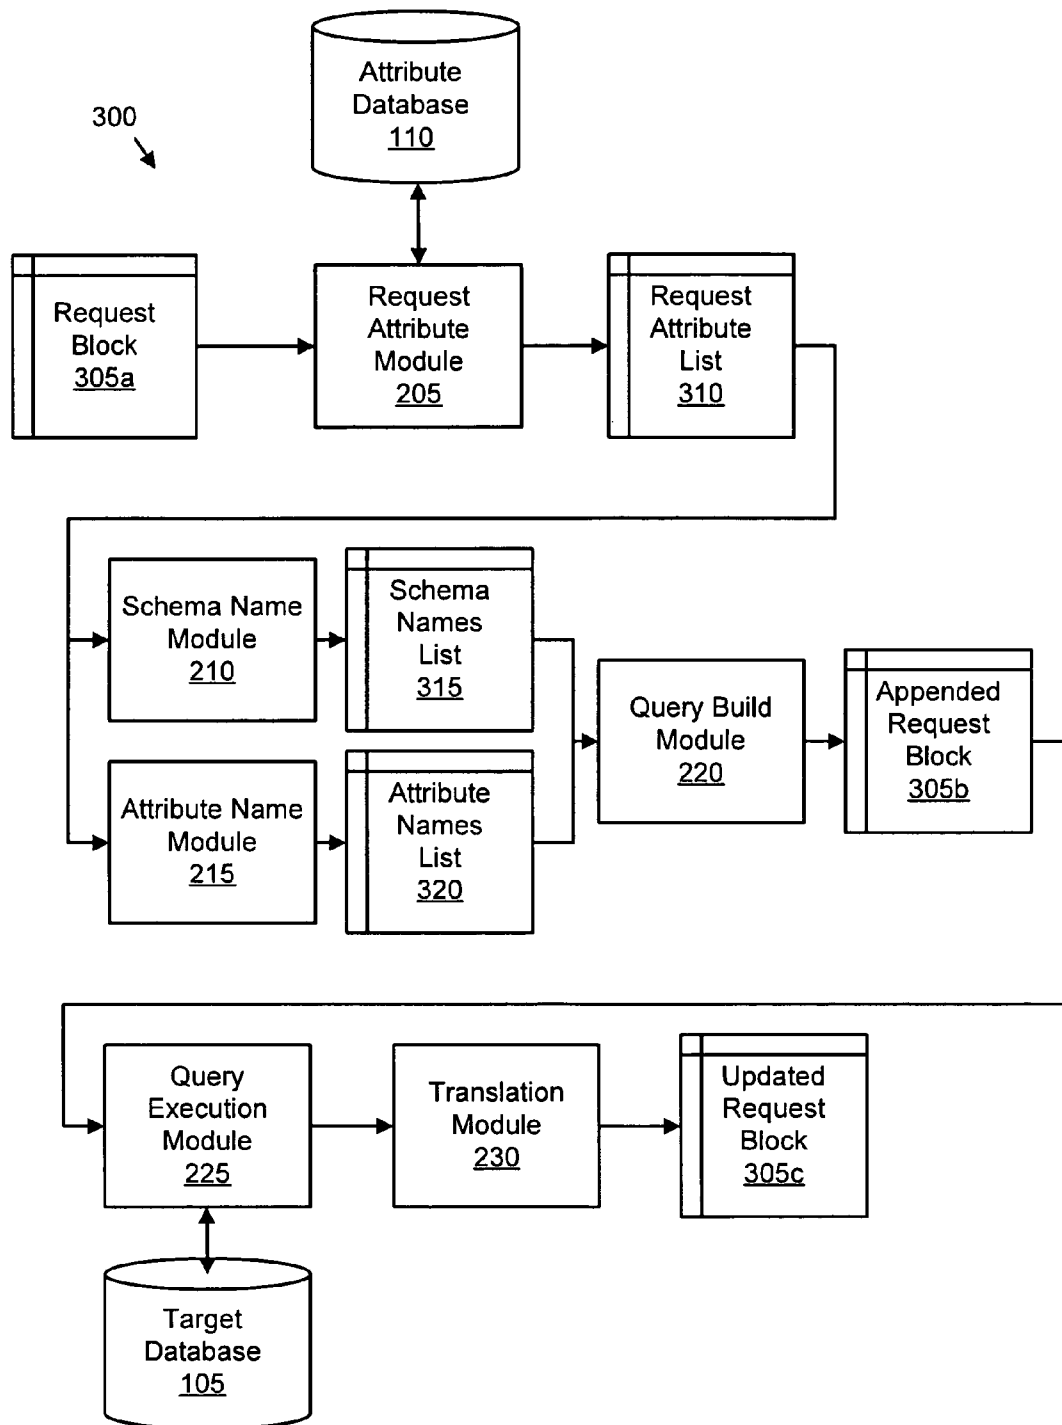 Attribute
Database
110
300
Request
Block
305a
Request
Attribute
Module
205
Request
Attribute
List
310
Schema Name
Module
210
Schema
Names
List
315
Attribute Name
Module
215
Attribute
Names
List
320
Query Build
Module
220
Appended
Request
Block
305b
Query
Execution
Module
225
Translation
Module
230
Updated
Request
Block
305c
Target
Database
105